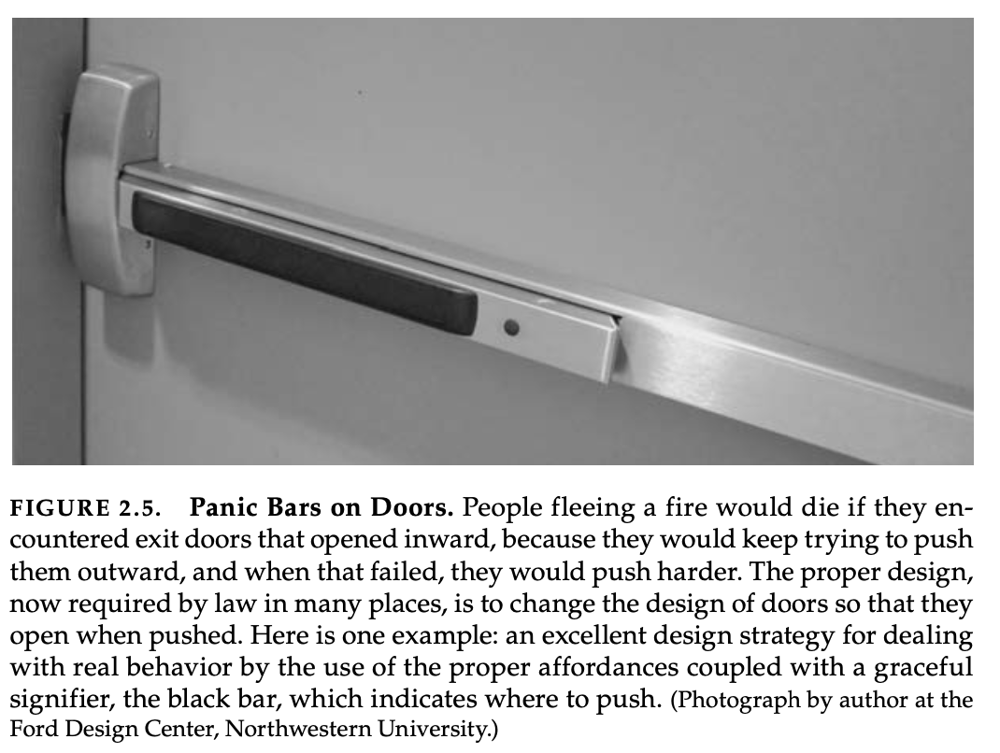 FIGURE 2.5. Panic Bars on Doors. People fleeing a fire would die if they en-
countered exit doors that opened inward, because they would keep trying to push
them outward, and when that failed, they would push harder. The proper design,
now required by law in many places, is to change the design of doors so that they
open when pushed. Here is one example: an excellent design strategy for dealing
with real behavior by the use of the proper affordances coupled with a graceful
signifier, the black bar, which indicates where to push. (Photograph by author at the
Ford Design Center, Northwestern University.)